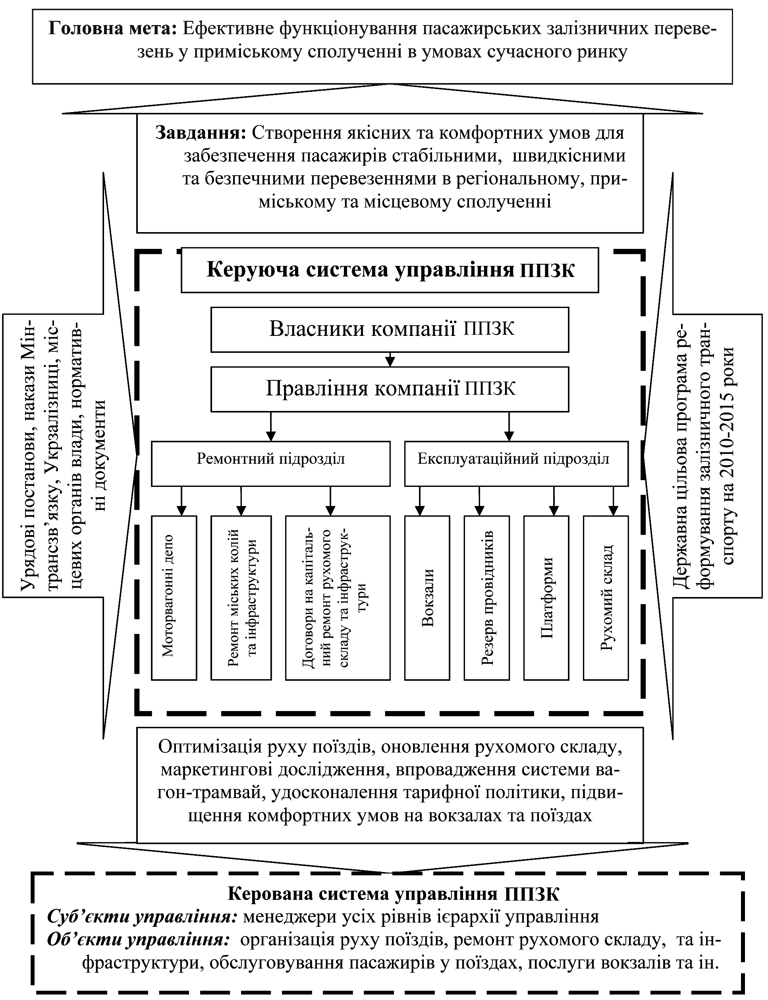 Головна мета: Ефективне функціонування пасажирських залізничних переве-
зень у приміському сполученні в умовах сучасного ринку
Завдання: Створення якісних та комфортних умов для
забезпечення пасажирів стабільними, швидкісними
та безпечними перевезеннями в регіональному, при-
міському та місцевому сполученні
Урядові постанови, накази Мін-
трансзв’язку, Укрзалізниці, міс-
цевих органів влади, норматив-
ні документи
Керуюча система управління ППЗК
Власники компанії ППЗК
Правління компанії ППЗК
Ремонтний підрозділ
Експлуатаційний підрозділ
Моторвагонні депо
Ремонт міських колій
та інфраструктури
Договори на капіталь-
ний ремонт рухомого
складу та інфраструк-
тури
Вокзали
Резерв провідників
Платформи
Рухомий склад
Державна цільова програма ре-
формування залізничного тран-
спорту на 2010-2015 роки
Оптимізація руху поїздів, оновлення рухомого складу,
маркетингові дослідження, впровадження системи ва-
гон-трамвай, удосконалення тарифної політики, підви-
щення комфортних умов на вокзалах та поїздах
Керована система управління ППЗК
Суб’єкти управління: менеджери усіх рівнів ієрархії управління
Об’єкти управління: організація руху поїздів, ремонт рухомого складу, та ін-
фраструктури, обслуговування пасажирів у поїздах, послуги вокзалів та ін.